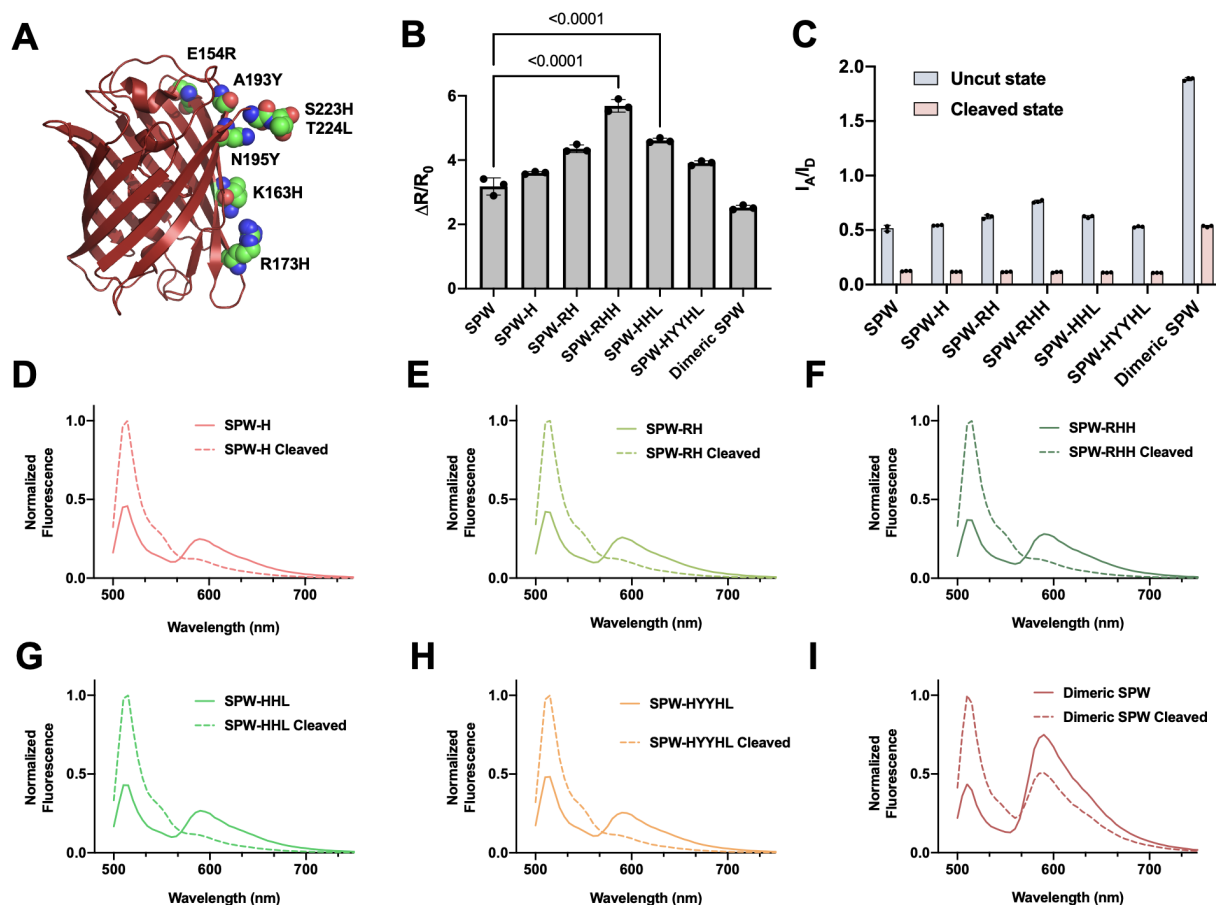 A
E154R
A193Y
S223H
T224L
N195Y
K163H
R173H
B
<0.0001
<0.0001
ΔR/R0
6
4
2
0
SPW
SPW-H
SPW-RH
SPW-RHH
SPW-HHL
SPW-HYYHL
Dimeric SPW
C
Uncut state
Cleaved state
IA/ID
2.0
1.5
1.0
0.5
0.0
SPW
SPW-H
SPW-RH
SPW-RHH
SPW-HHL
SPW-HYYHL
Dimeric SPW
D
SPW-H
SPW-H Cleaved
Normalized
Fluorescence
1.0
0.5
0.0
500
600
700
Wavelength (nm)
E
SPW-RH
SPW-RH Cleaved
Normalized
Fluorescence
1.0
0.5
0.0
500
600
700
Wavelength (nm)
F
SPW-RHH
SPW-RHH Cleaved
Normalized
Fluorescence
1.0
0.5
0.0
500
600
700
Wavelength (nm)
G
SPW-HHL
SPW-HHL Cleaved
Normalized
Fluorescence
1.0
0.5
0.0
500
600
700
Wavelength (nm)
H
SPW-HYYHL
SPW-HYYHL Cleaved
Normalized
Fluorescence
1.0
0.5
0.0
500
600
700
Wavelength (nm)
I
Dimeric SPW
Dimeric SPW Cleaved
Normalized
Fluorescence
1.0
0.5
0.0
500
600
700
Wavelength (nm)